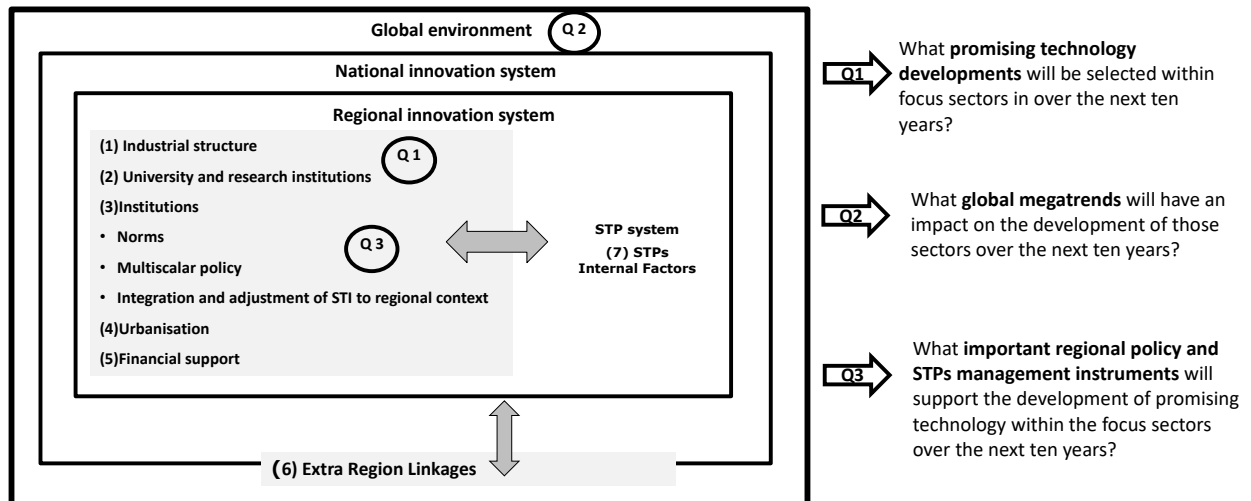 Global environment
Q 2
National innovation system
Regional innovation system
(1) Industrial structure
Q 1
(2) University and research institutions
(3)Institutions
• Norms
Q 3
• Multiscalar policy
• Integration and adjustment of STI to regional context
(4)Urbanisation
(5)Financial support
STP system
(7) STPs
Internal Factors
(6) Extra Region Linkages
Q1
What promising technology
developments will be selected within
focus sectors in over the next ten
years?
Q2
What global megatrends will have an
impact on the development of those
sectors over the next ten years?
Q3
What important regional policy and
STPs management instruments will
support the development of promising
technology within the focus sectors
over the next ten years?